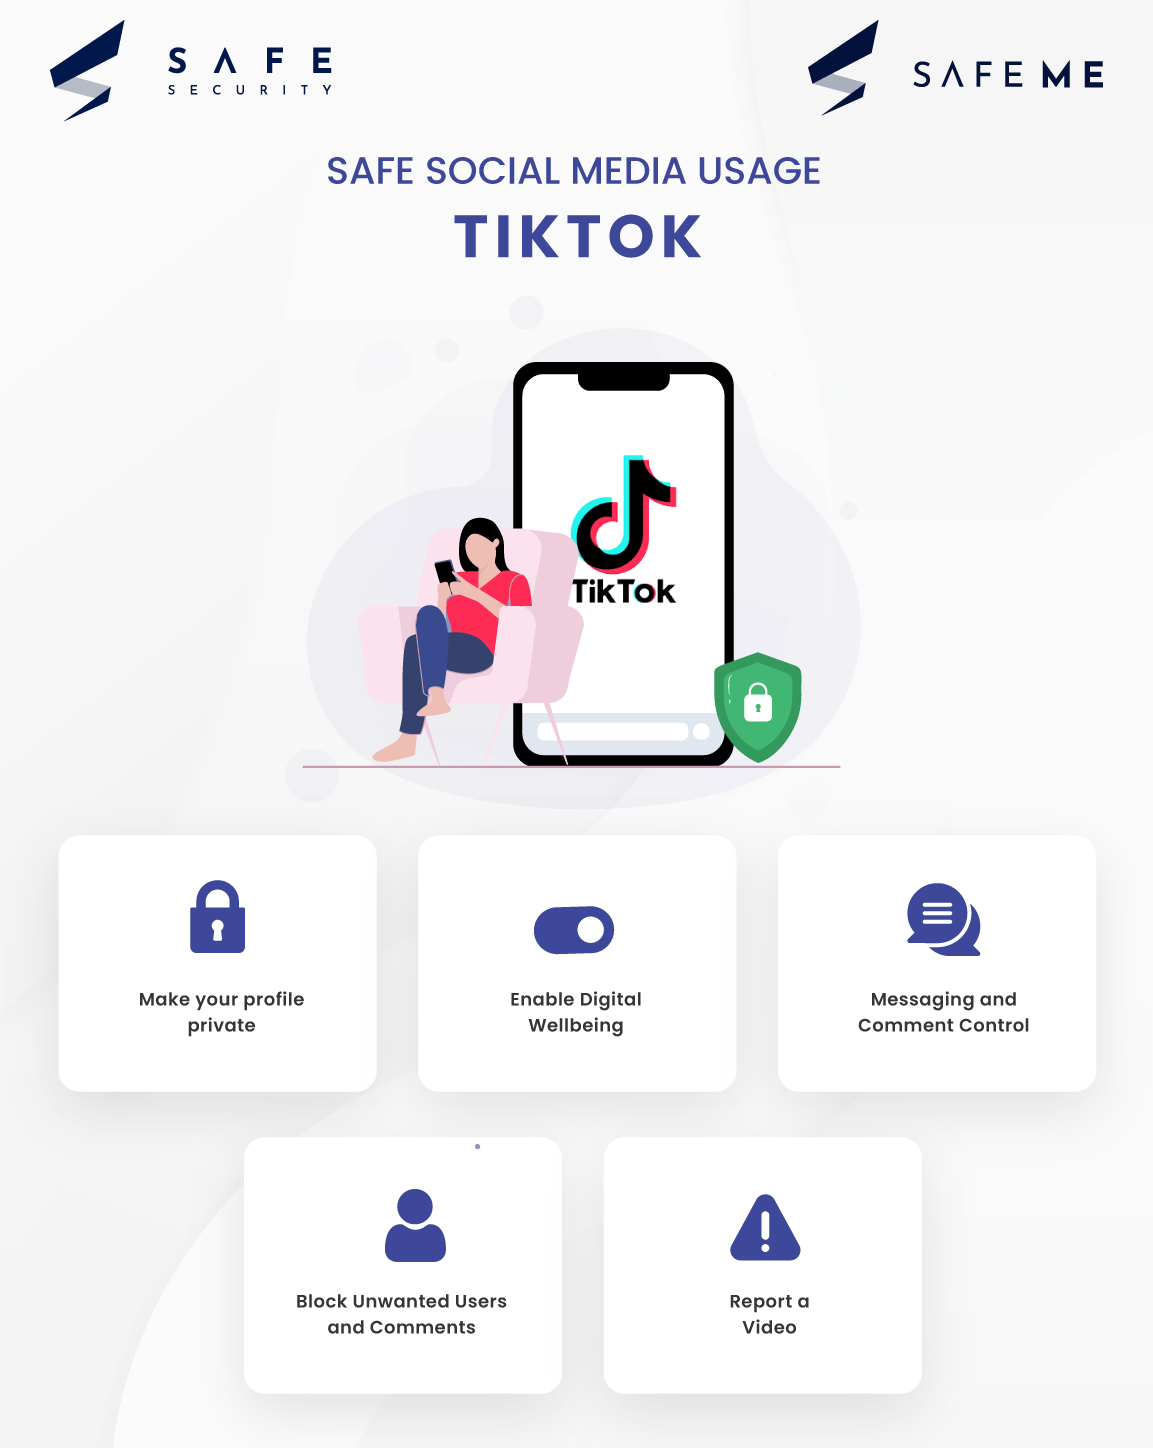 SAFE
SECURITY
SAFE ME
SAFE SOCIAL MEDIA USAGE
TIKTOK
TikTok
Make your profile
private
Enable Digital
Wellbeing
Messaging and
Comment Control
Block Unwanted Users
and Comments
Report a
Video